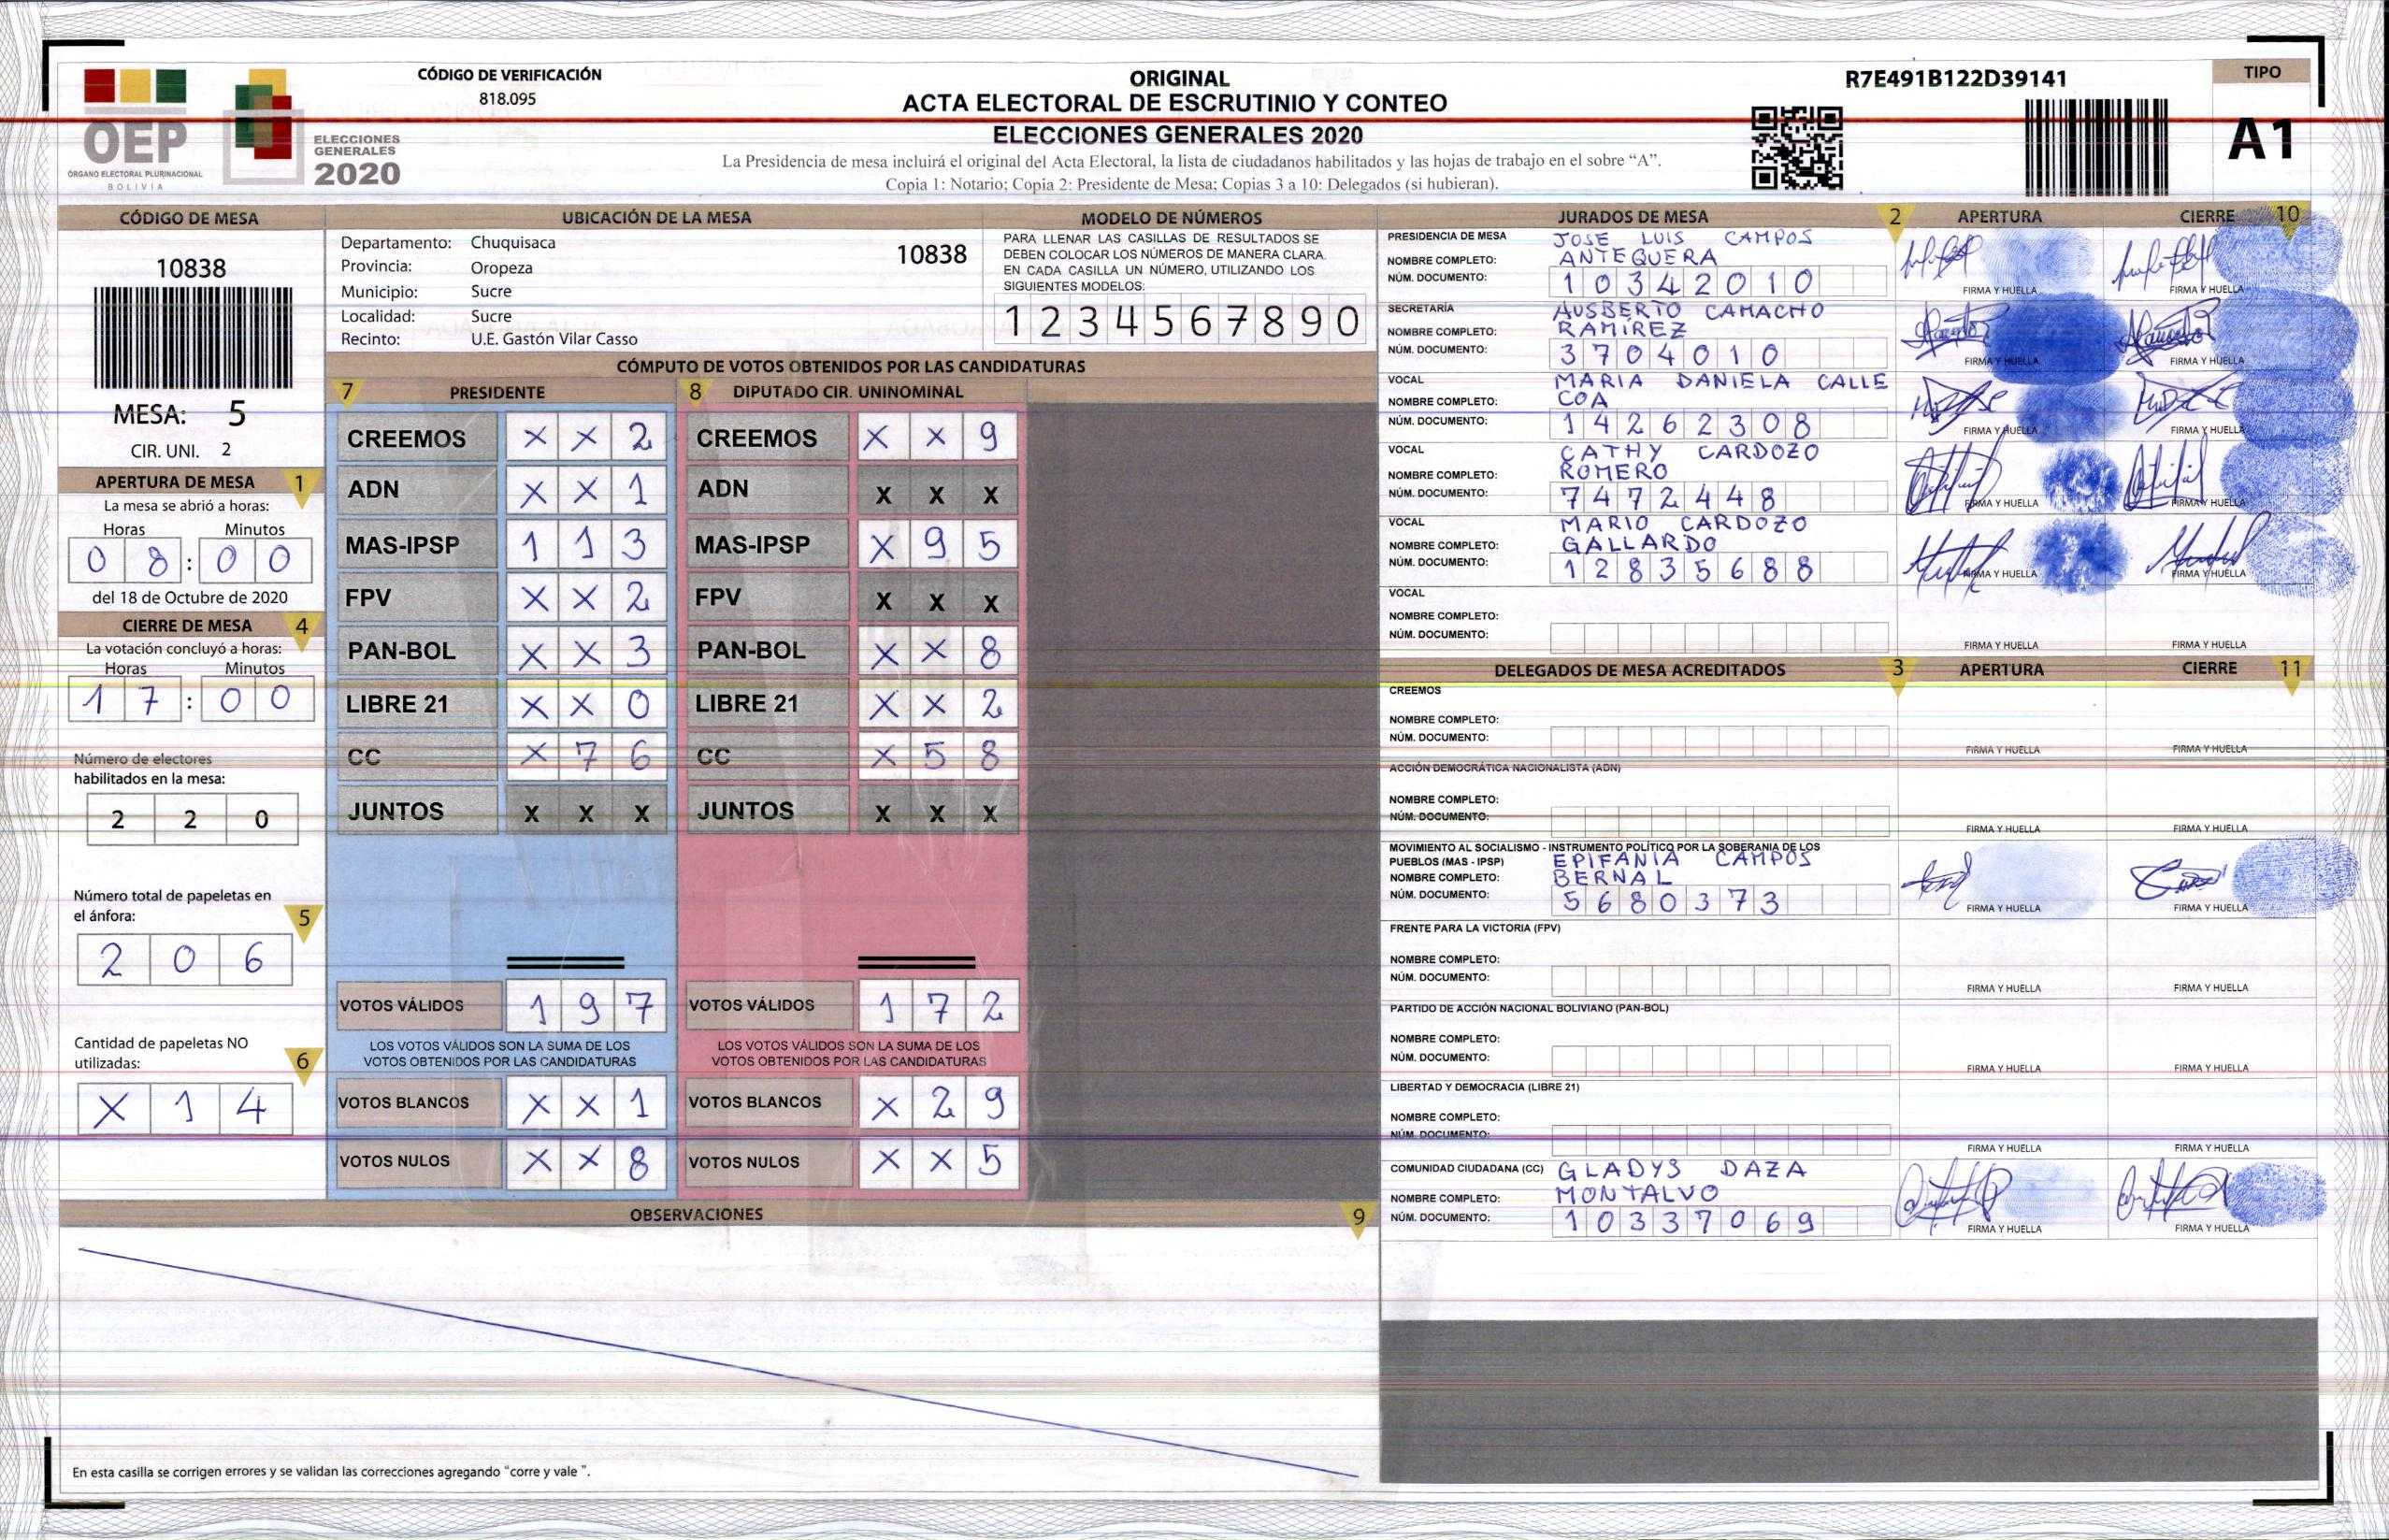 OEP
ÓRGANO ELECTORAL PLURINACIONAL
BOLIVIA
ELECCIONES
GENERALES
2020
CÓDIGO DE VERIFICACIÓN
818.095
ORIGINAL
ACTA ELECTORAL DE ESCRUTINIO Y CONTEO
ELECCIONES GENERALES 2020
La Presidencia de mesa incluirá el original del Acta Electoral, la lista de ciudadanos habilitados y las hojas de trabajo en el sobre “A”.
Copia 1: Notario; Copia 2: Presidente de Mesa; Copias 3 a 10: Delegados (si hubieran).
R7E491B122D39141
TIPO
A1
CÓDIGO DE MESA
10838
MESA: 5
CIR. UNI. 2
APERTURA DE MESA 1
La mesa se abrió a horas:
Horas Minutos
0 8 : 0 0
del 18 de Octubre de 2020
CIERRE DE MESA 4
La votación concluyó a horas:
Horas Minutos
1 7 : 0 0
Número de electores
habilitados en la mesa:
2 2 0
Número total de papeletas en
el ánfora: 5
2 0 6
Cantidad de papeletas NO
utilizadas: 6
X 1 4
UBICACIÓN DE LA MESA
Departamento: Chuquisaca 10838
Provincia: Oropeza
Municipio: Sucre
Localidad: Sucre
Recinto: U.E. Gastón Vilar Casso
MODELO DE NÚMEROS
PARA LLENAR LAS CASILLAS DE RESULTADOS SE
DEBEN COLOCAR LOS NÚMEROS DE MANERA CLARA.
EN CADA CASILLA UN NÚMERO, UTILIZANDO LOS
SIGUIENTES MODELOS:
1 2 3 4 5 6 7 8 9 0
CÓMPUTO DE VOTOS OBTENIDOS POR LAS CANDIDATURAS
7 PRESIDENTE
CREEMOS X X 2
ADN X X 1
MAS-IPSP 1 1 3
FPV X X 2
PAN-BOL X X 3
LIBRE 21 X X 0
CC X 7 6
JUNTOS X X X
VOTOS VÁLIDOS 1 9 7
LOS VOTOS VÁLIDOS SON LA SUMA DE LOS
VOTOS OBTENIDOS POR LAS CANDIDATURAS
VOTOS BLANCOS X X 1
VOTOS NULOS X X 8
8 DIPUTADO CIR. UNINOMINAL
CREEMOS X X 9
ADN X X X
MAS-IPSP X 9 5
FPV X X X
PAN-BOL X X 8
LIBRE 21 X X 2
CC X 5 8
JUNTOS X X X
VOTOS VÁLIDOS 1 7 2
LOS VOTOS VÁLIDOS SON LA SUMA DE LOS
VOTOS OBTENIDOS POR LAS CANDIDATURAS
VOTOS BLANCOS X 2 9
VOTOS NULOS X X 5
OBSERVACIONES 9
En esta casilla se corrigen errores y se validan las correcciones agregando “corre y vale ”.
JURADOS DE MESA 2 APERTURA CIERRE 10
PRESIDENCIA DE MESA JOSE LUIS CAMPOS
NOMBRE COMPLETO: ANTEQUERA
NÚM. DOCUMENTO: 1 0 3 4 2 0 1 0
FIRMA Y HUELLA FIRMA Y HUELLA
SECRETARÍA AUSBERTO CAMACHO
NOMBRE COMPLETO: RAMÍREZ
NÚM. DOCUMENTO: 3 7 0 4 0 1 0
FIRMA Y HUELLA FIRMA Y HUELLA
VOCAL MARIA DANIELA CALLE
NOMBRE COMPLETO: COA
NÚM. DOCUMENTO: 1 4 2 6 2 3 0 8
FIRMA Y HUELLA FIRMA Y HUELLA
VOCAL CATHY CARDOZO
NOMBRE COMPLETO: ROMERO
NÚM. DOCUMENTO: 7 4 7 2 4 4 8
FIRMA Y HUELLA FIRMA Y HUELLA
VOCAL MARIO CARDOZO
NOMBRE COMPLETO: GALLARDO
NÚM. DOCUMENTO: 1 2 8 3 5 6 8 8
FIRMA Y HUELLA FIRMA Y HUELLA
VOCAL
NOMBRE COMPLETO:
NÚM. DOCUMENTO:
FIRMA Y HUELLA FIRMA Y HUELLA
DELEGADOS DE MESA ACREDITADOS 3 APERTURA CIERRE 11
CREEMOS
NOMBRE COMPLETO:
NÚM. DOCUMENTO:
FIRMA Y HUELLA FIRMA Y HUELLA
ACCIÓN DEMOCRÁTICA NACIONALISTA (ADN)
NOMBRE COMPLETO:
NÚM. DOCUMENTO:
FIRMA Y HUELLA FIRMA Y HUELLA
MOVIMIENTO AL SOCIALISMO - INSTRUMENTO POLÍTICO POR LA SOBERANIA DE LOS
PUEBLOS (MAS - IPSP) EPIFANIA CAMPOS
NOMBRE COMPLETO: BERNAL
NÚM. DOCUMENTO: 5 6 8 0 3 7 3
FIRMA Y HUELLA FIRMA Y HUELLA
FRENTE PARA LA VICTORIA (FPV)
NOMBRE COMPLETO:
NÚM. DOCUMENTO:
FIRMA Y HUELLA FIRMA Y HUELLA
PARTIDO DE ACCIÓN NACIONAL BOLIVIANO (PAN-BOL)
NOMBRE COMPLETO:
NÚM. DOCUMENTO:
FIRMA Y HUELLA FIRMA Y HUELLA
LIBERTAD Y DEMOCRACIA (LIBRE 21)
NOMBRE COMPLETO:
NÚM. DOCUMENTO:
FIRMA Y HUELLA FIRMA Y HUELLA
COMUNIDAD CIUDADANA (CC) GLADYS DAZA
NOMBRE COMPLETO: MONTALVO
NÚM. DOCUMENTO: 1 0 3 3 7 0 6 9
FIRMA Y HUELLA FIRMA Y HUELLA